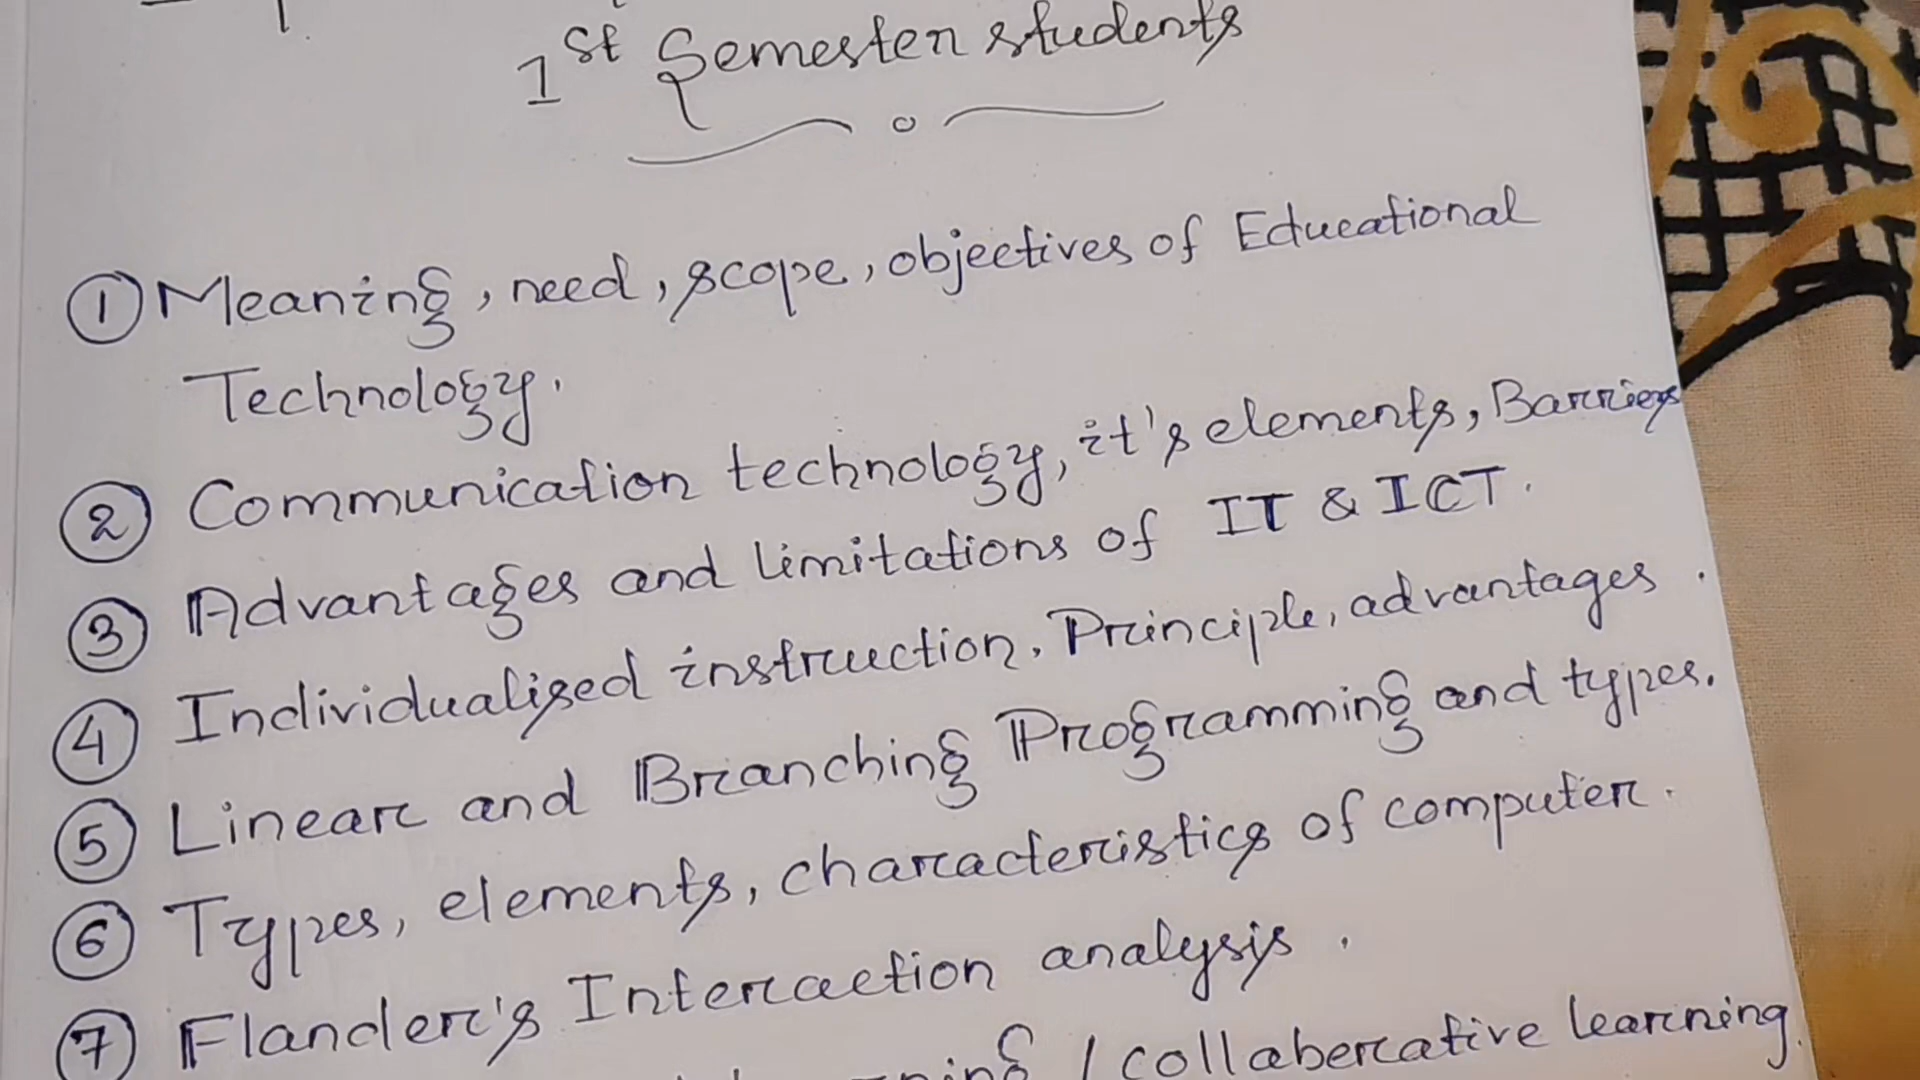 1st Semester students
① Meaning, need, scope, objectives of Educational
Technology.
② Communication technology, it's elements, Barriers
③ Advantages and limitations of IT & ICT.
④ Individualised instruction, Principle, advantages.
⑤ Linear and Branching Programming and types.
⑥ Types, elements, characteristics of computer.
⑦ Flander's Interaction analysis.
/ collaberative learning.